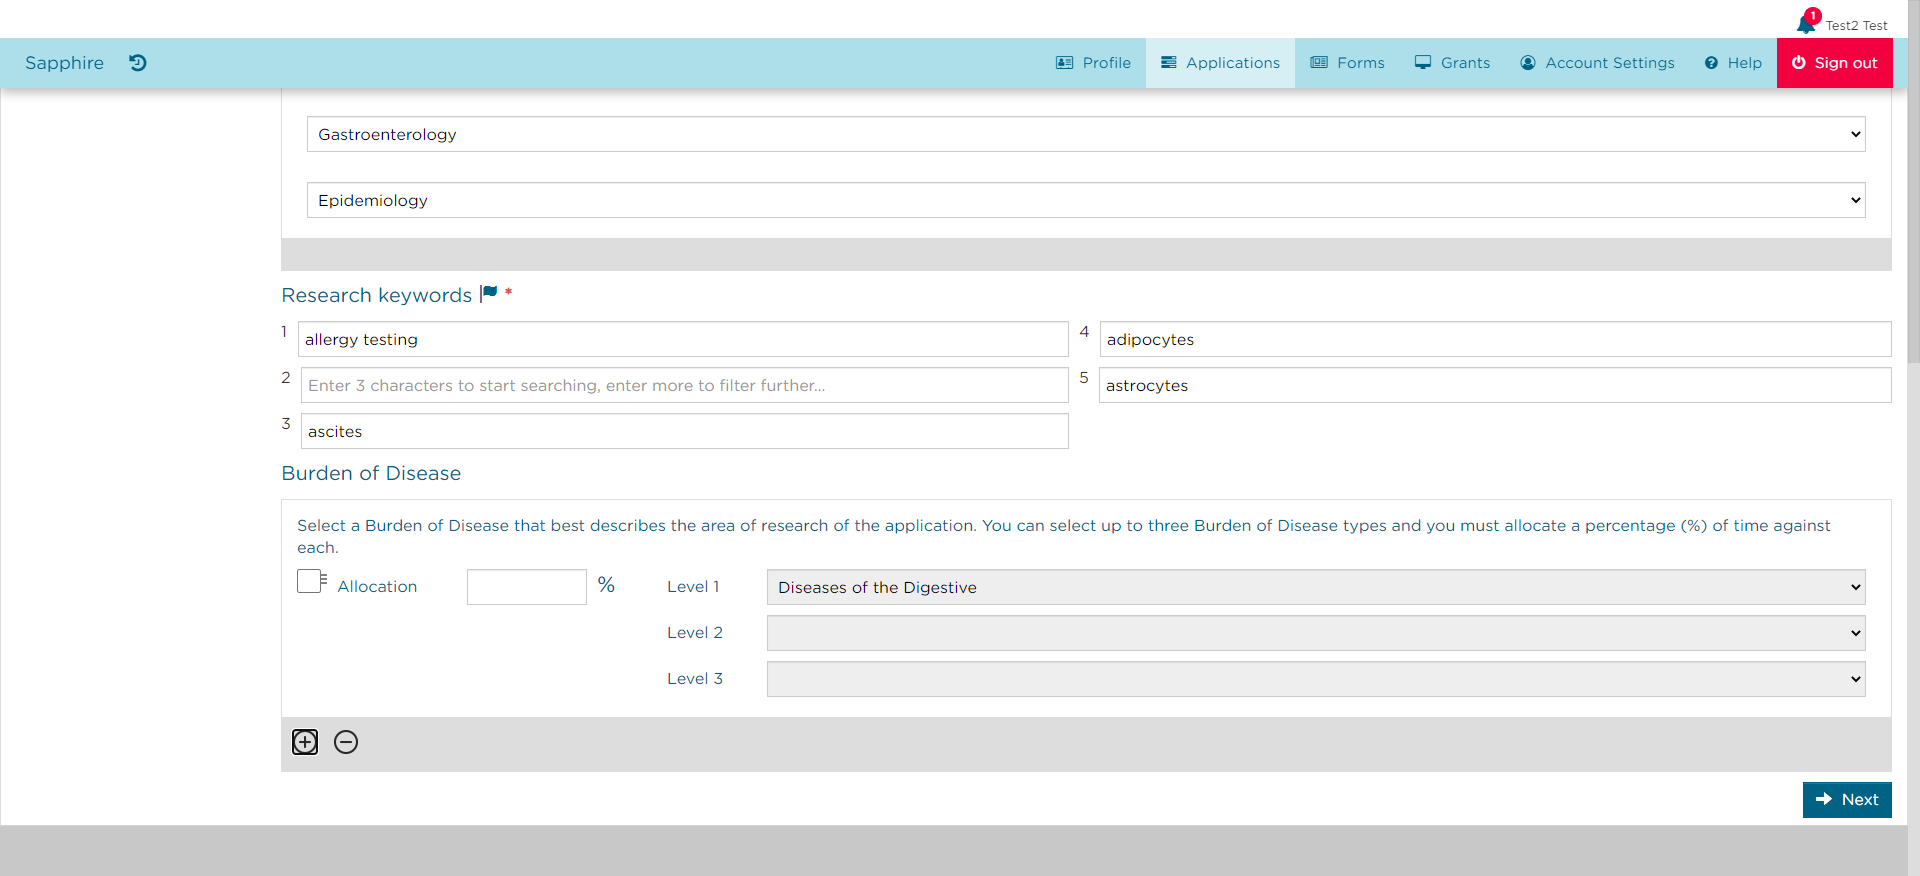 1
Test2 Test
Sapphire
Profile
Applications
Forms
Grants
Account Settings
Help
Sign out
Gastroenterology
Epidemiology
Research keywords *
1 allergy testing
4 adipocytes
2 Enter 3 characters to start searching, enter more to filter further...
5 astrocytes
3 ascites
Burden of Disease
Select a Burden of Disease that best describes the area of research of the application. You can select up to three Burden of Disease types and you must allocate a percentage (%) of time against
each.
Allocation %
Level 1 Diseases of the Digestive
Level 2
Level 3
Next